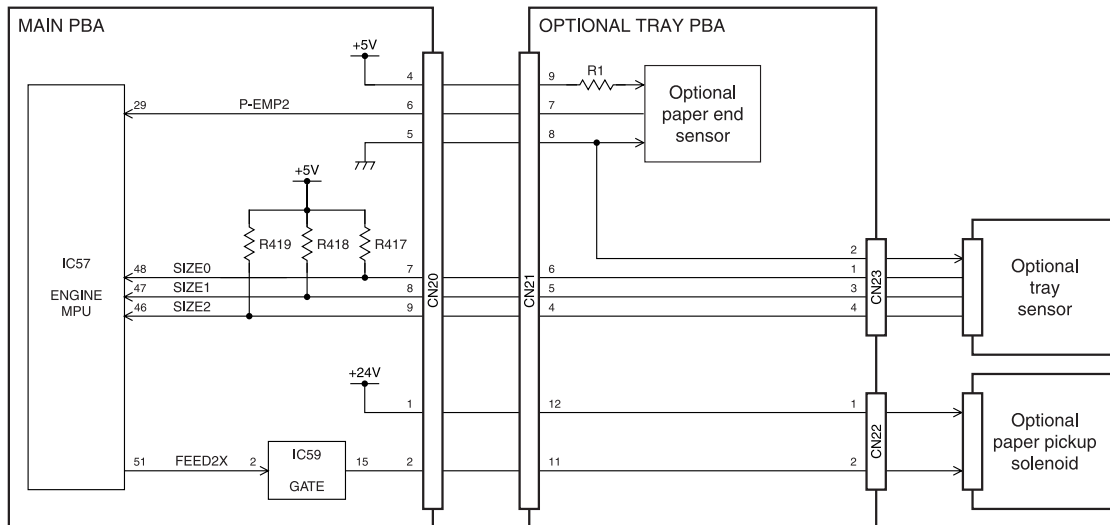 MAIN PBA
OPTIONAL TRAY PBA
+5V
4
9
R1
29
P-EMP2
6
7
Optional
paper end
sensor
5
8
+5V
R419
R418
R417
2
IC57
ENGINE
MPU
48
SIZE0
7
6
1
47
SIZE1
8
5
3
46
SIZE2
9
4
4
CN20
CN21
CN23
Optional
tray
sensor
+24V
1
12
1
51
FEED2X
2
IC59
GATE
15
2
11
2
CN22
Optional
paper pickup
solenoid